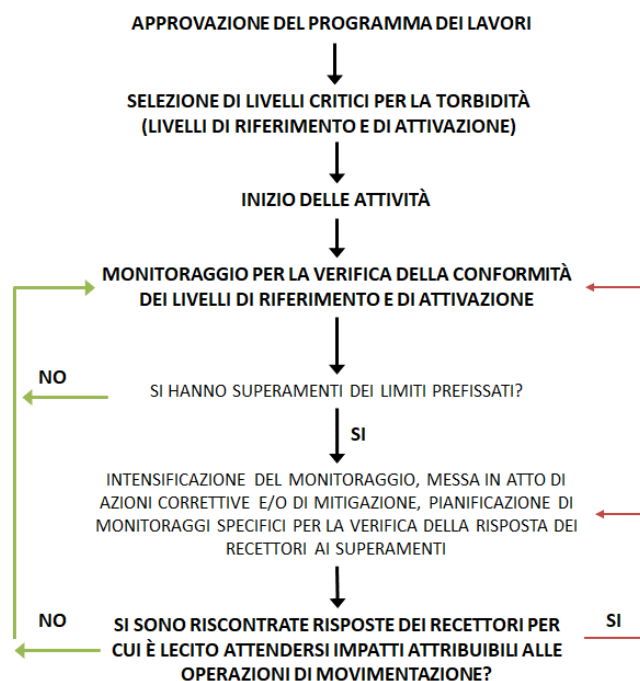 APPROVAZIONE DEL PROGRAMMA DEI LAVORI
SELEZIONE DI LIVELLI CRITICI PER LA TORBIDITÀ
(LIVELLI DI RIFERIMENTO E DI ATTIVAZIONE)
INIZIO DELLE ATTIVITÀ
MONITORAGGIO PER LA VERIFICA DELLA CONFORMITÀ
DEI LIVELLI DI RIFERIMENTO E DI ATTIVAZIONE
NO
SI HANNO SUPERAMENTI DEI LIMITI PREFISSATI?
SI
INTENSIFICAZIONE DEL MONITORAGGIO, MESSA IN ATTO DI
AZIONI CORRETTIVE E/O DI MITIGAZIONE, PIANIFICAZIONE DI
MONITORAGGI SPECIFICI PER LA VERIFICA DELLA RISPOSTA DEI
RECETTORI AI SUPERAMENTI
NO
SI SONO RISCONTRATE RISPOSTE DEI RECETTORI PER
CUI È LECITO ATTENDERSI IMPATTI ATTRIBUIBILI ALLE
OPERAZIONI DI MOVIMENTAZIONE?
SI